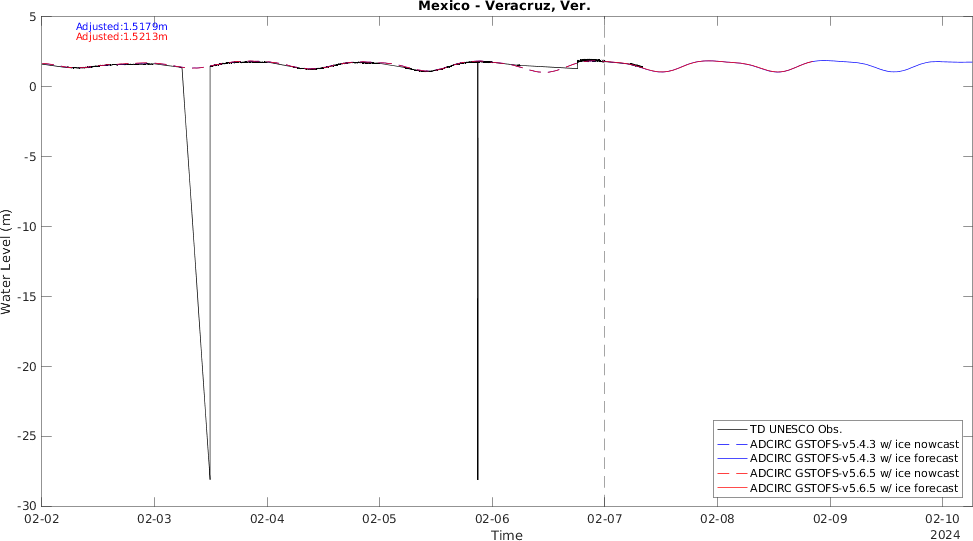 Mexico - Veracruz, Ver.
Adjusted:1.5179m
Adjusted:1.5213m
5
0
-5
-10
-15
-20
-25
-30
Water Level (m)
TD UNESCO Obs.
ADCIRC GSTOFS-v5.4.3 w/ ice nowcast
ADCIRC GSTOFS-v5.4.3 w/ ice forecast
ADCIRC GSTOFS-v5.6.5 w/ ice nowcast
ADCIRC GSTOFS-v5.6.5 w/ ice forecast
02-02 02-03 02-04 02-05 02-06 02-07 02-08 02-09 02-10
Time
2024